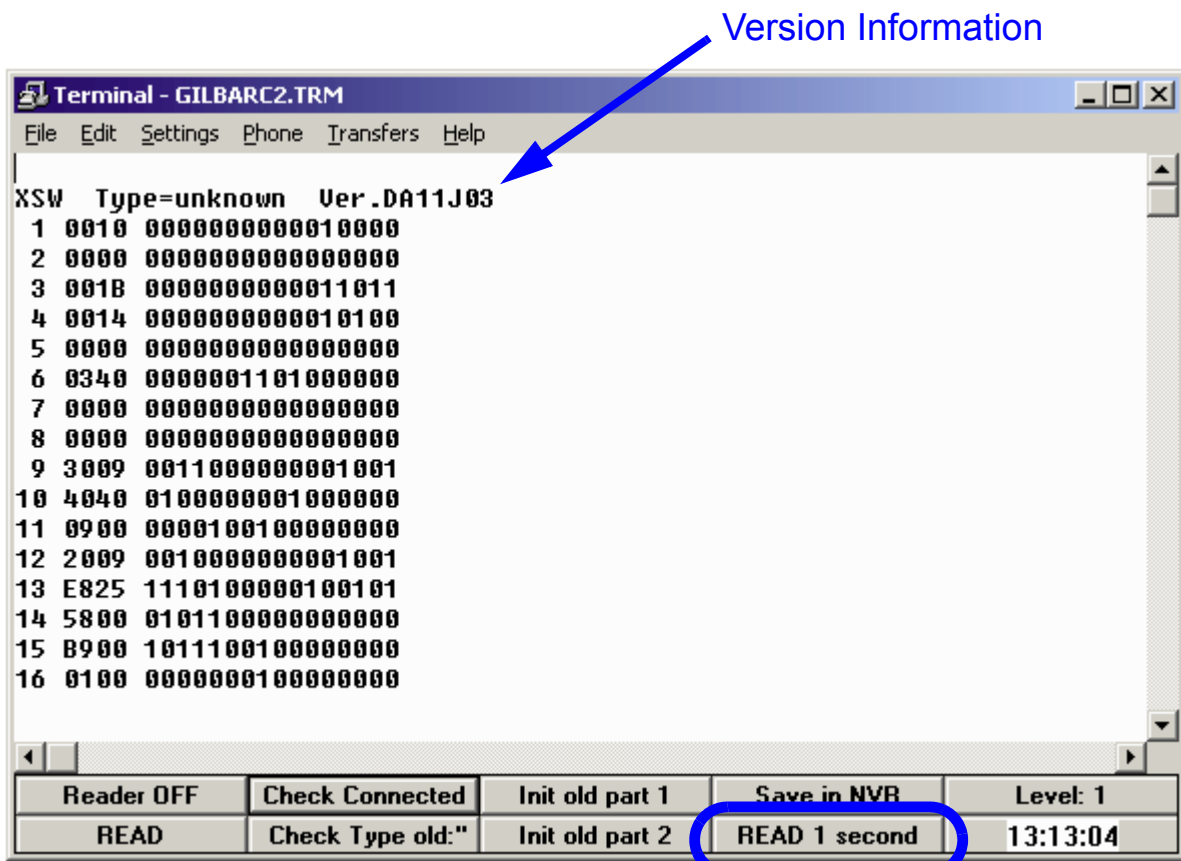 Version Information
Terminal - GILBARC2.TRM
File Edit Settings Phone Transfers Help
XSW Type=unknown Ver.DA11J03
1 0010 0000000000010000
2 0000 0000000000000000
3 001B 0000000000011011
4 0014 0000000000010100
5 0000 0000000000000000
6 0340 0000001101000000
7 0000 0000000000000000
8 0000 0000000000000000
9 3009 0011000000001001
10 4040 0100000001000000
11 0900 0000100100000000
12 2009 0010000000001001
13 E825 1110100000100101
14 5800 0101100000000000
15 B900 1011100100000000
16 0100 0000000100000000
Reader OFF Check Connected Init old part 1 Save in NVR Level: 1
READ Check Type old:" Init old part 2 READ 1 second 13:13:04